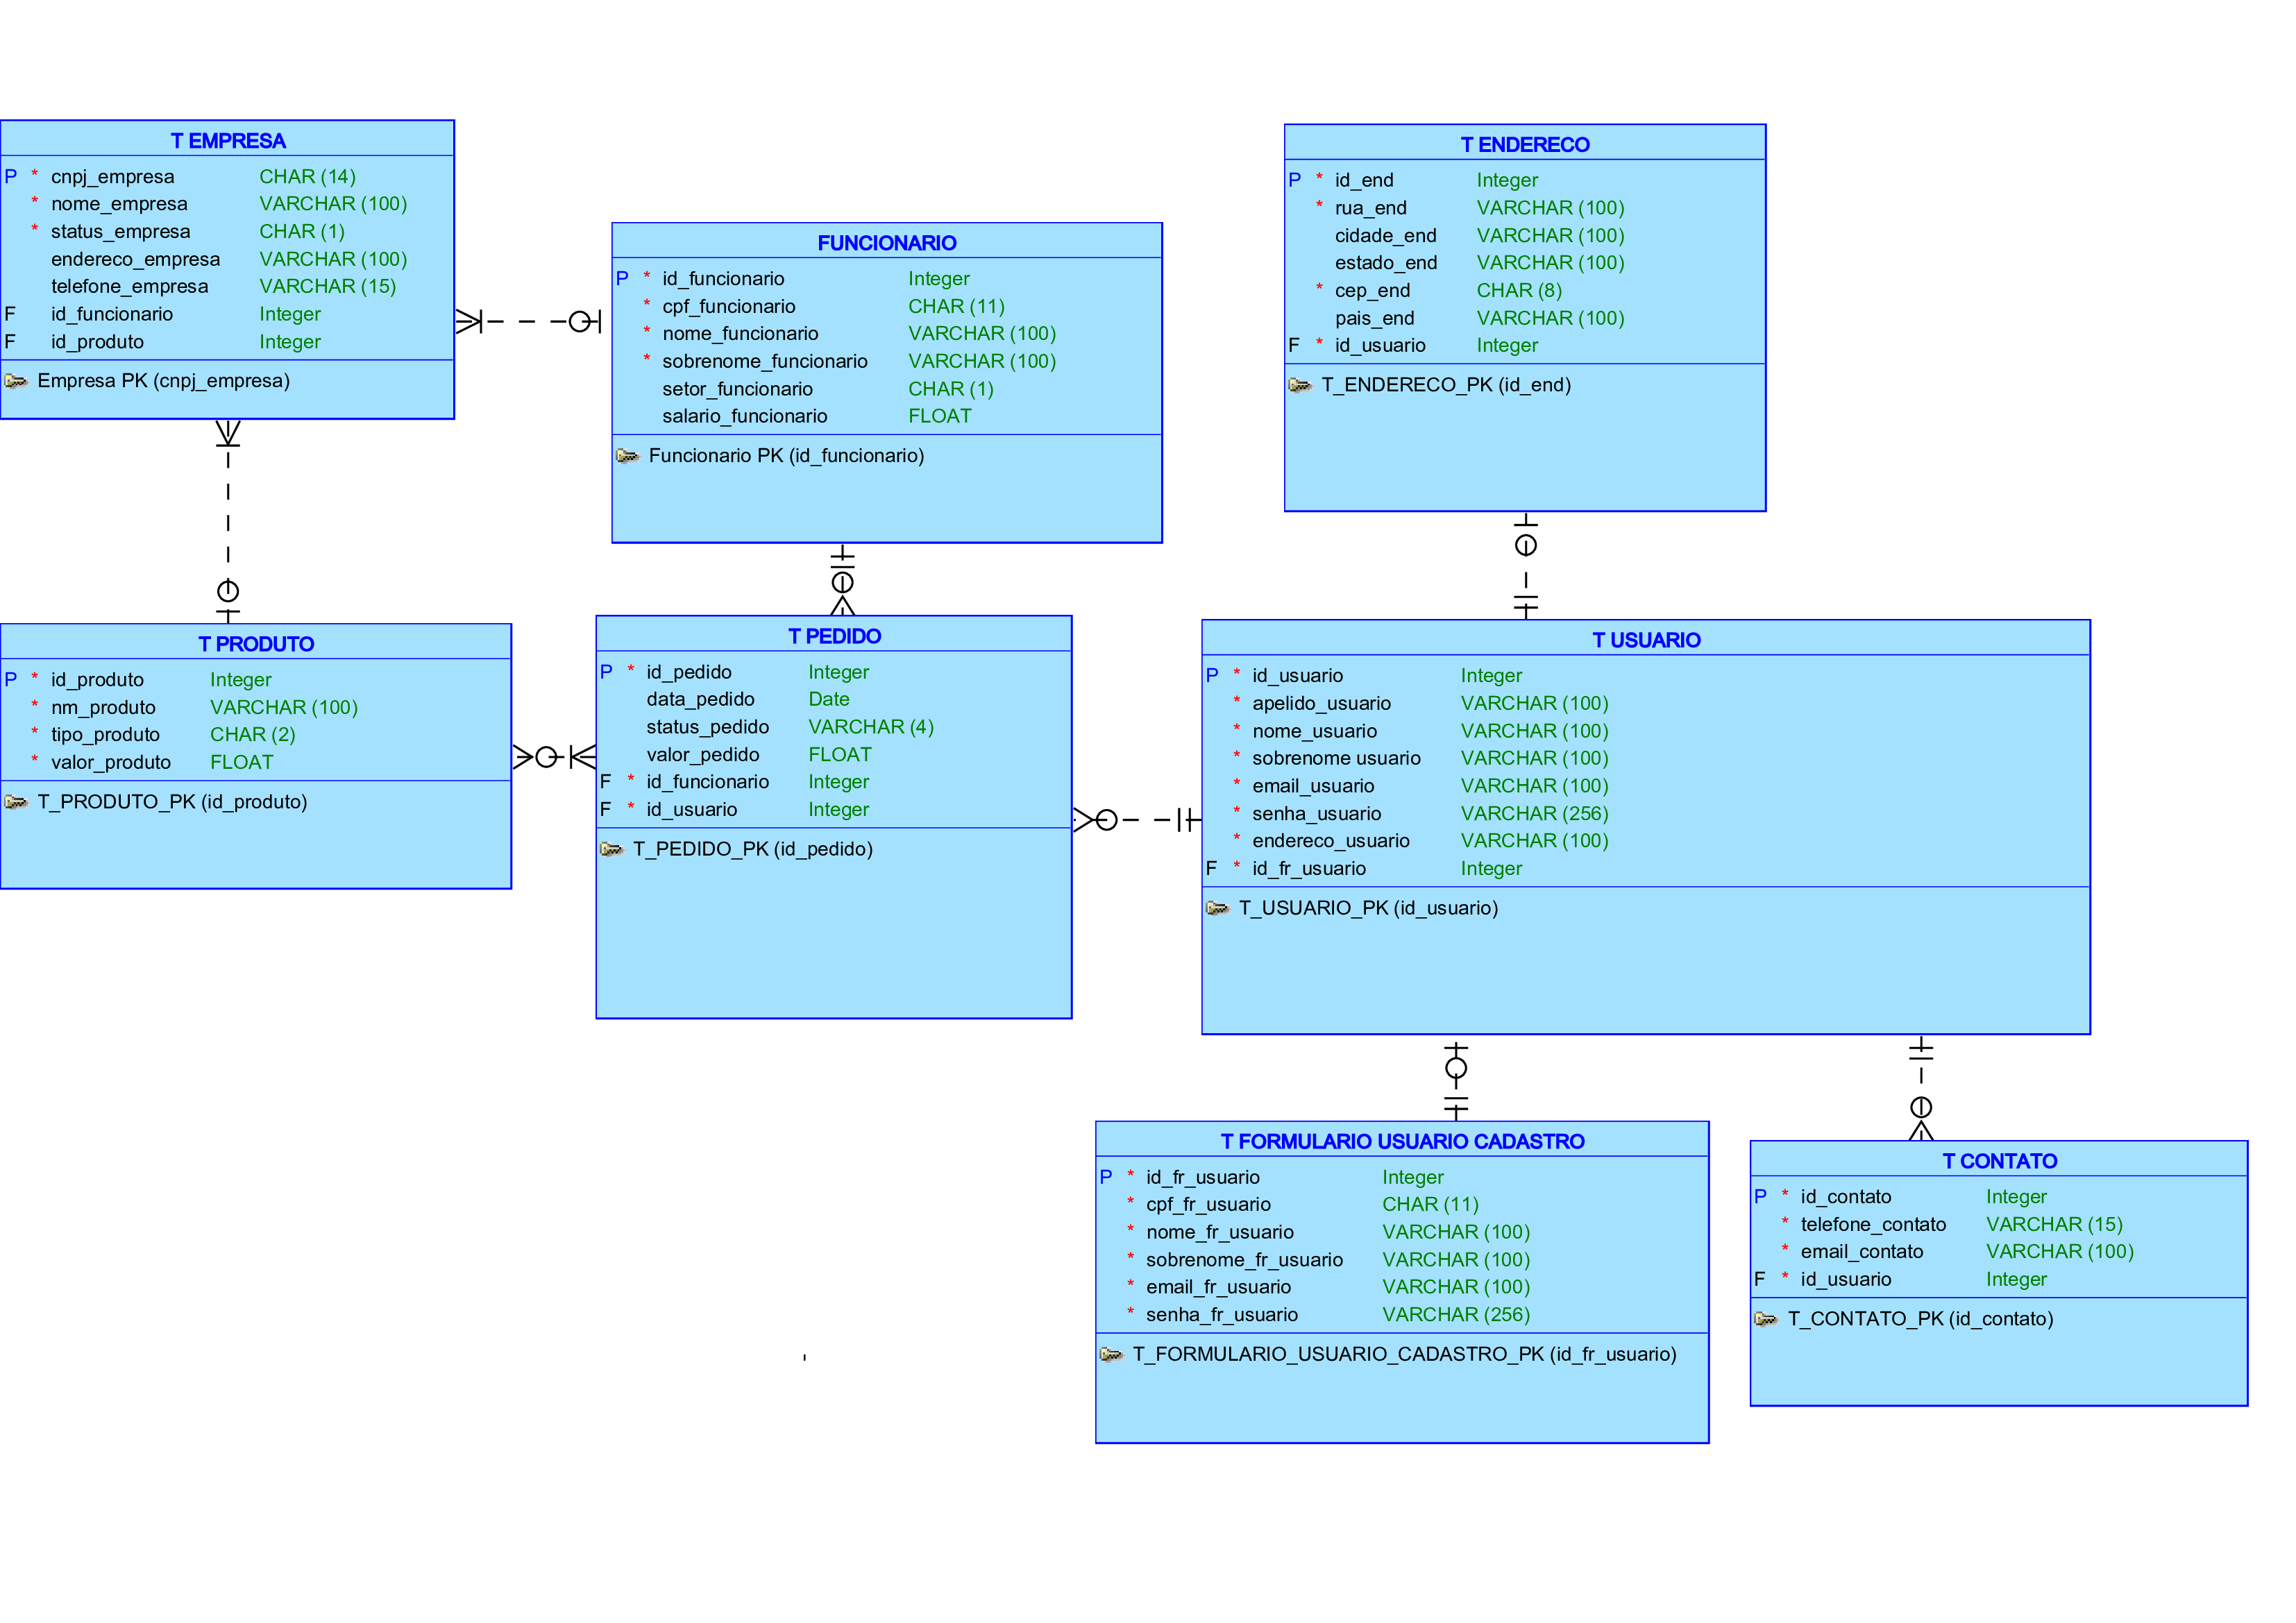 T EMPRESA
P * cnpj_empresa CHAR (14)
* nome_empresa VARCHAR (100)
* status_empresa CHAR (1)
endereco_empresa VARCHAR (100)
telefone_empresa VARCHAR (15)
F id_funcionario Integer
F id_produto Integer
Empresa PK (cnpj_empresa)
FUNCIONARIO
P * id_funcionario Integer
* cpf_funcionario CHAR (11)
* nome_funcionario VARCHAR (100)
* sobrenome_funcionario VARCHAR (100)
setor_funcionario CHAR (1)
salario_funcionario FLOAT
Funcionario PK (id_funcionario)
T ENDERECO
P * id_end Integer
* rua_end VARCHAR (100)
cidade_end VARCHAR (100)
estado_end VARCHAR (100)
* cep_end CHAR (8)
pais_end VARCHAR (100)
F * id_usuario Integer
T_ENDERECO_PK (id_end)
T PRODUTO
P * id_produto Integer
* nm_produto VARCHAR (100)
* tipo_produto CHAR (2)
* valor_produto FLOAT
T_PRODUTO_PK (id_produto)
T PEDIDO
P * id_pedido Integer
data_pedido Date
status_pedido VARCHAR (4)
valor_pedido FLOAT
F * id_funcionario Integer
F * id_usuario Integer
T_PEDIDO_PK (id_pedido)
T USUARIO
P * id_usuario Integer
* apelido_usuario VARCHAR (100)
* nome_usuario VARCHAR (100)
* sobrenome usuario VARCHAR (100)
* email_usuario VARCHAR (100)
* senha_usuario VARCHAR (256)
* endereco_usuario VARCHAR (100)
F * id_fr_usuario Integer
T_USUARIO_PK (id_usuario)
T FORMULARIO USUARIO CADASTRO
P * id_fr_usuario Integer
* cpf_fr_usuario CHAR (11)
* nome_fr_usuario VARCHAR (100)
* sobrenome_fr_usuario VARCHAR (100)
* email_fr_usuario VARCHAR (100)
* senha_fr_usuario VARCHAR (256)
T_FORMULARIO_USUARIO_CADASTRO_PK (id_fr_usuario)
T CONTATO
P * id_contato Integer
* telefone_contato VARCHAR (15)
* email_contato VARCHAR (100)
F * id_usuario Integer
T_CONTATO_PK (id_contato)